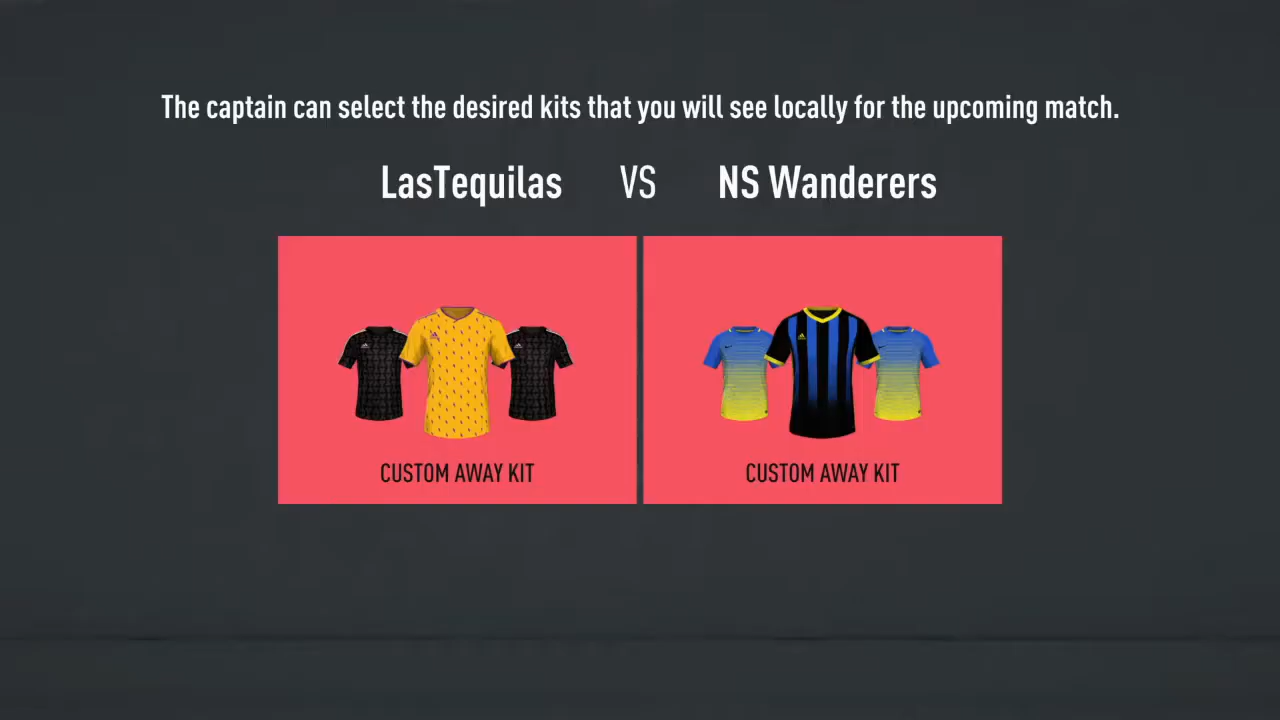 The captain can select the desired kits that you will see locally for the upcoming match.
LasTequilas VS NS Wanderers
CUSTOM AWAY KIT CUSTOM AWAY KIT